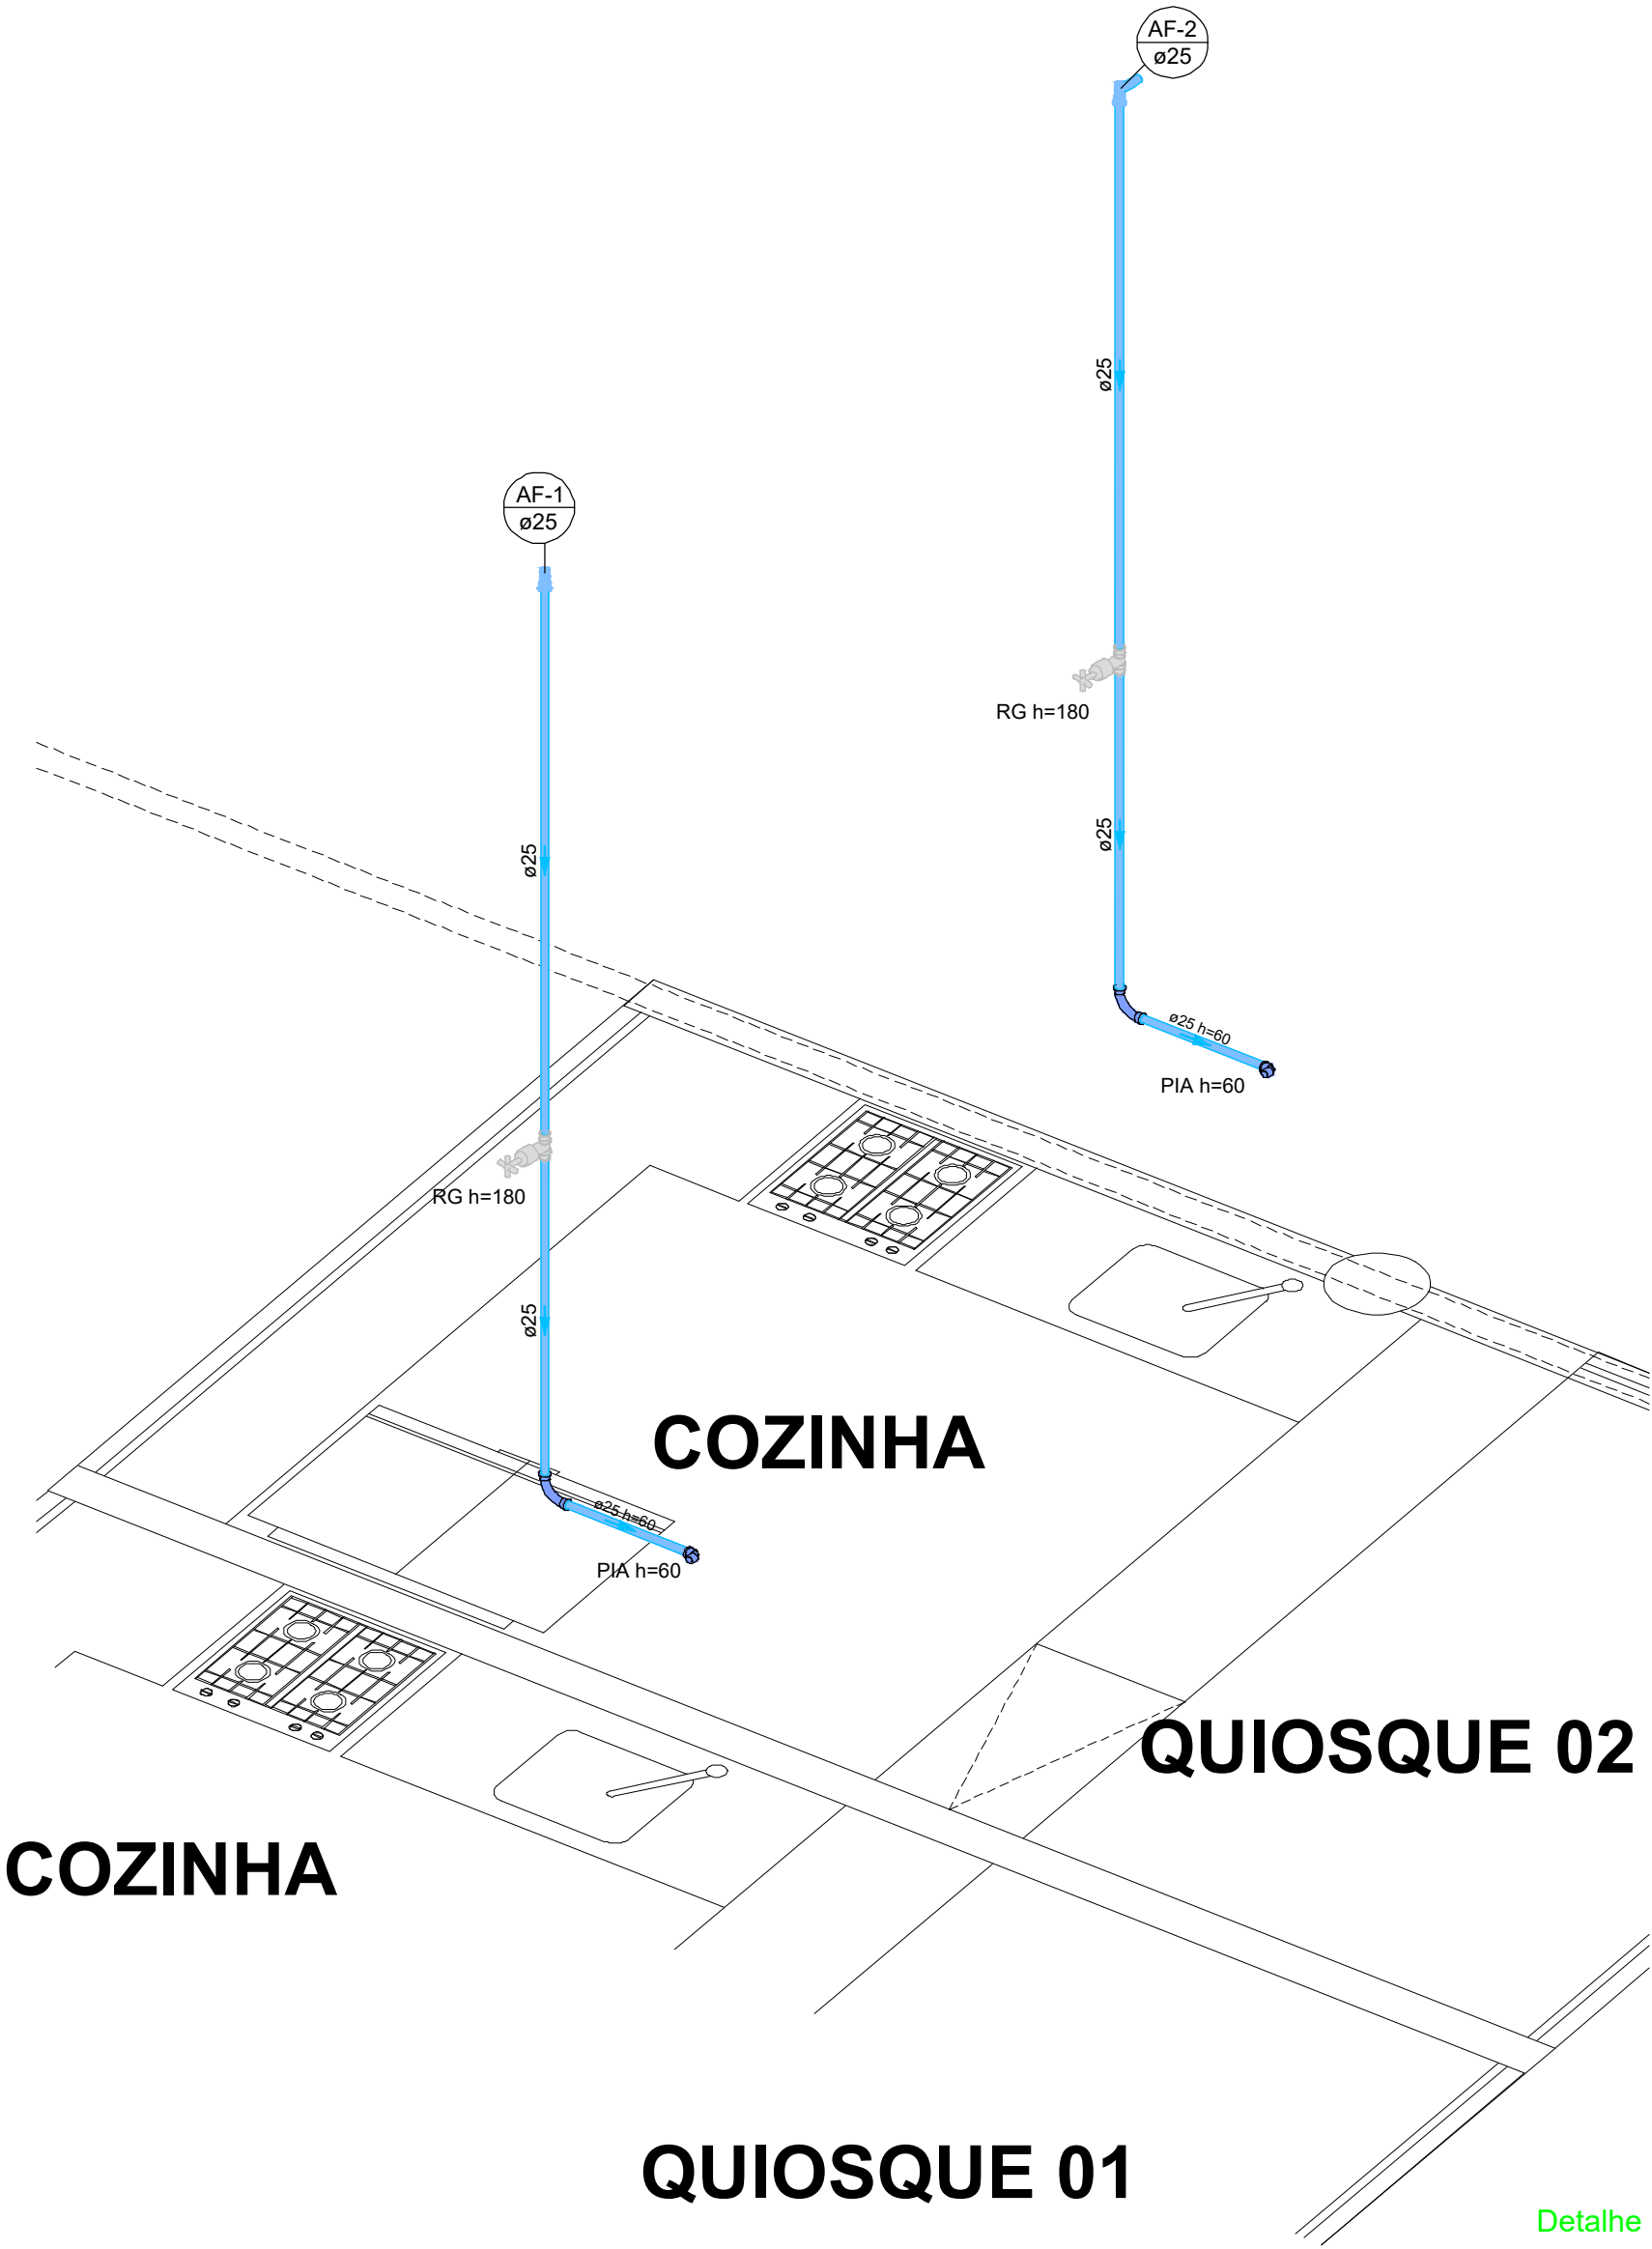 AF-2
ø25
ø25
AF-1
ø25
RG h=180
ø25
ø25
ø25 h=60
PIA h=60
RG h=180
ø25
COZINHA
ø25 h=60
PIA h=60
QUIOSQUE 02
COZINHA
QUIOSQUE 01
Detalhe